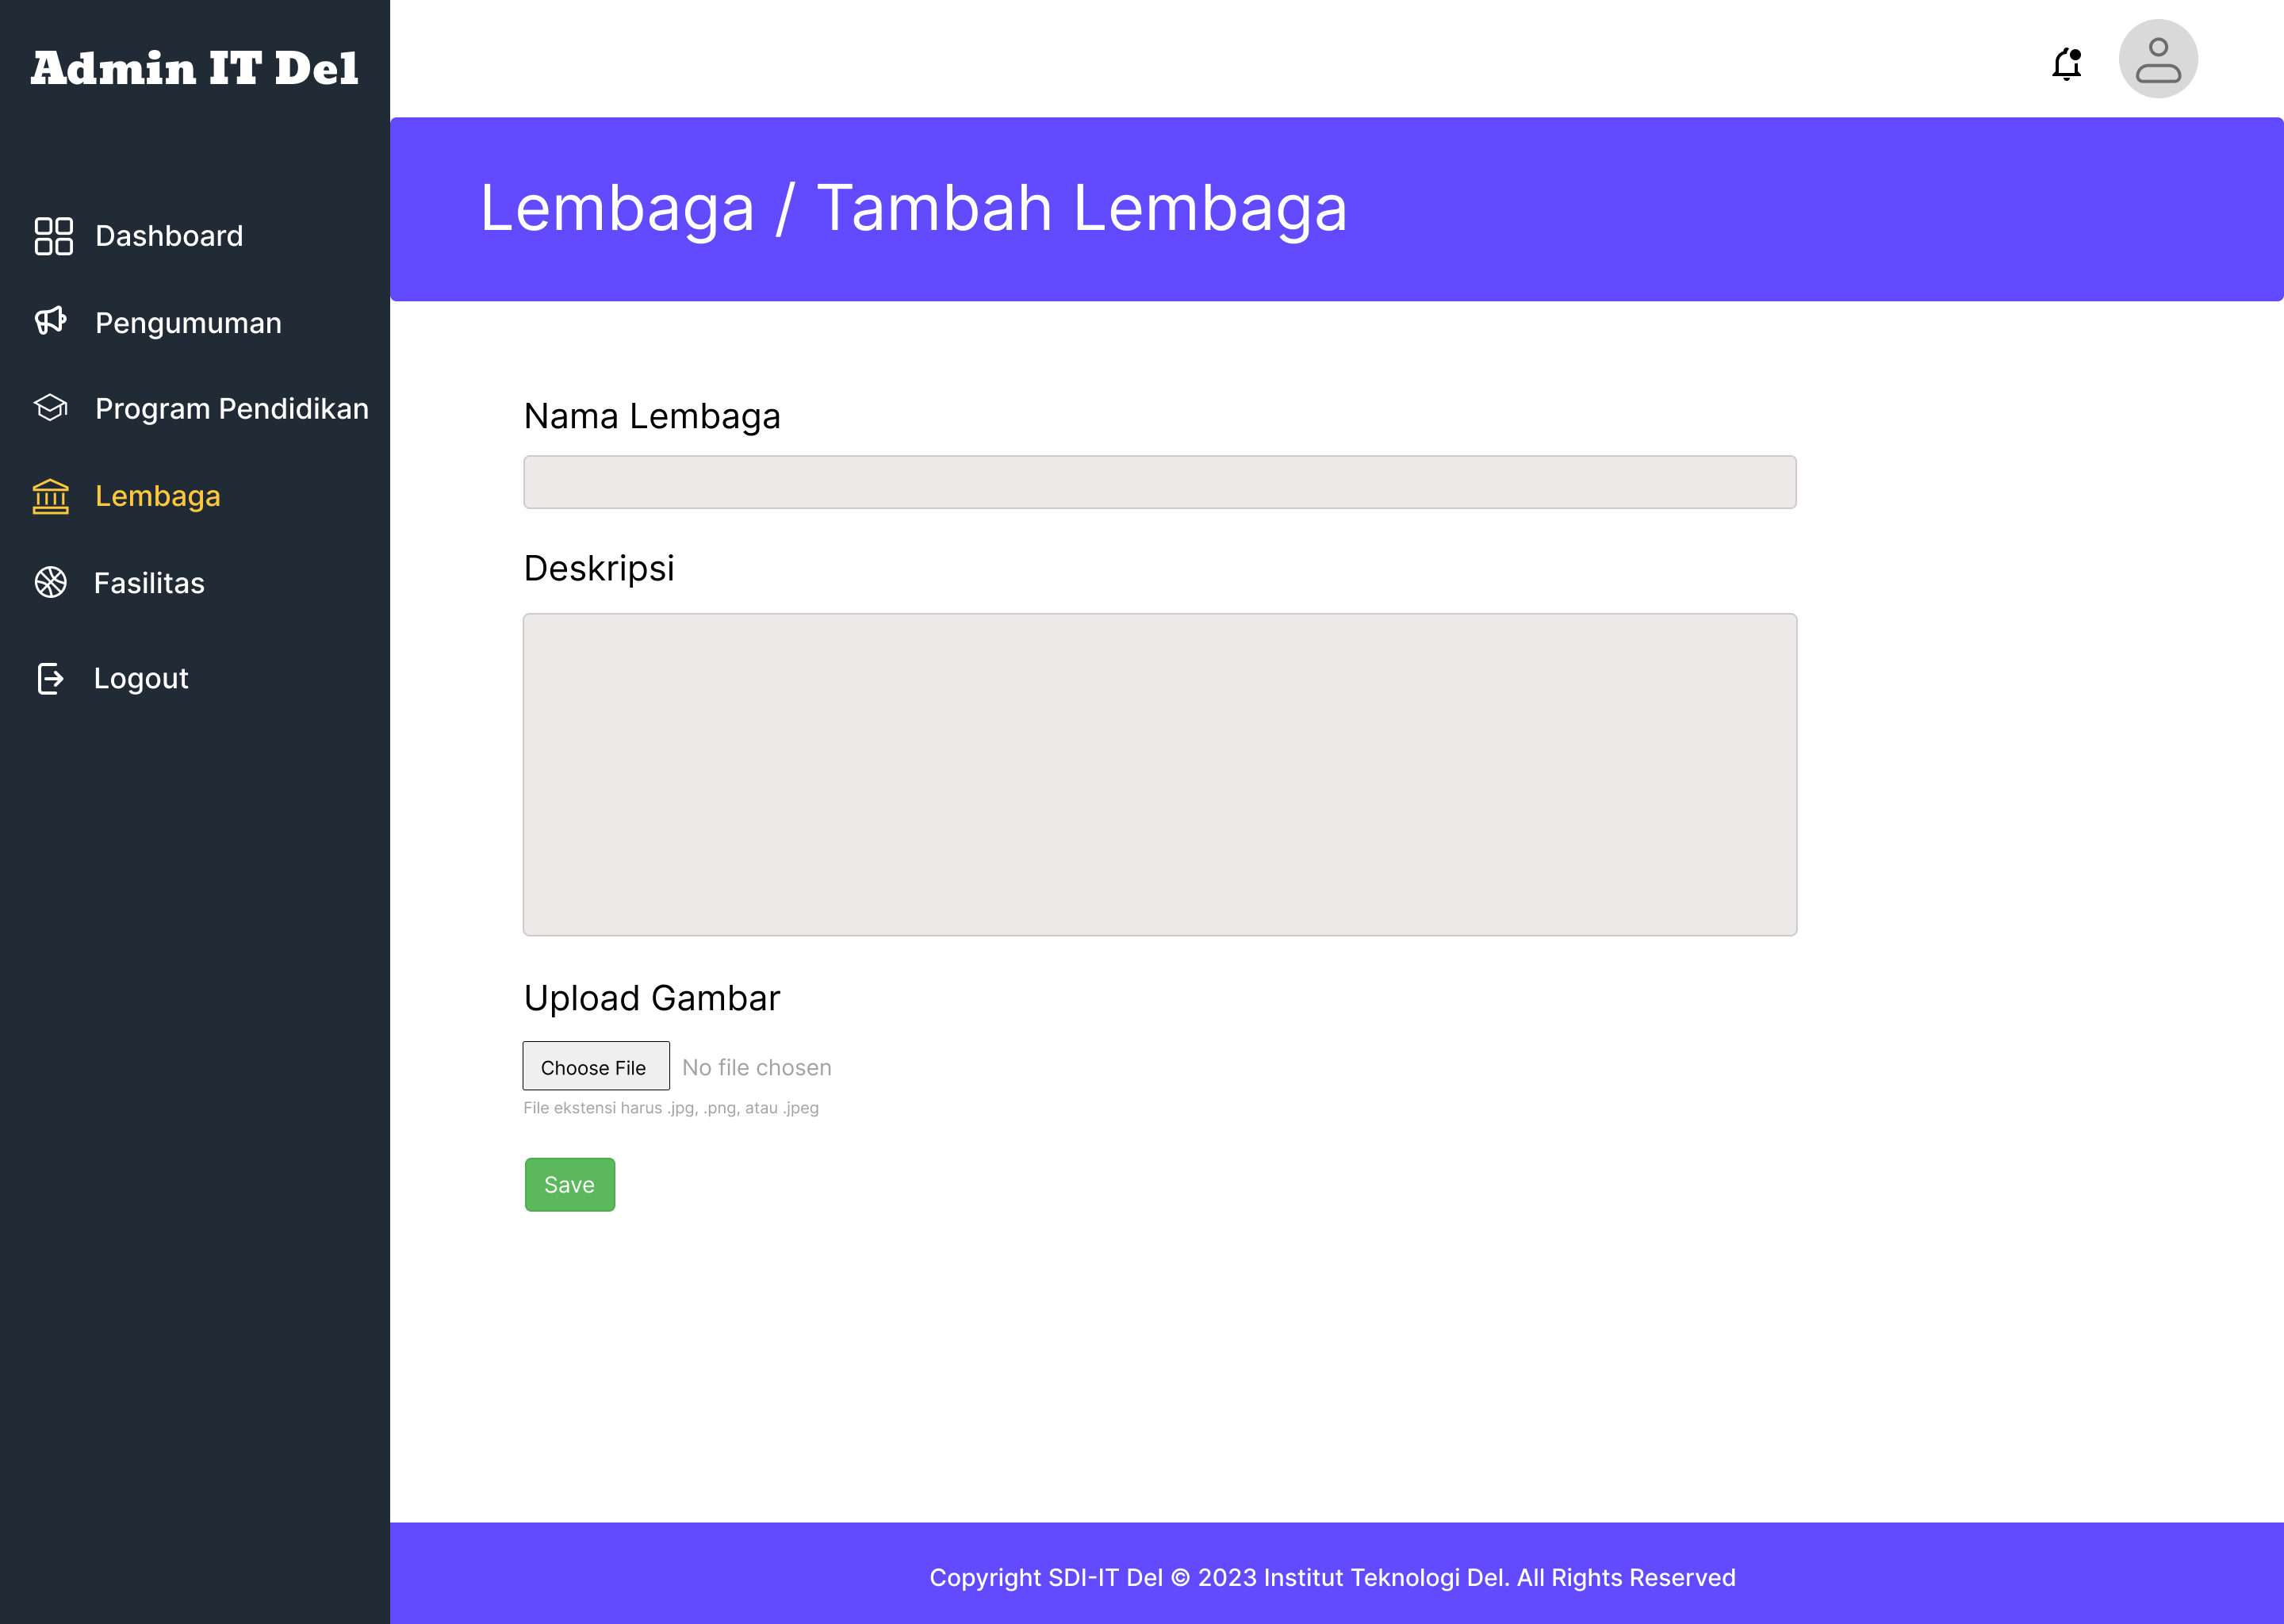 Admin IT Del
Dashboard
Pengumuman
Program Pendidikan
Lembaga
Fasilitas
Logout
Lembaga / Tambah Lembaga
Nama Lembaga
Deskripsi
Upload Gambar
Choose File No file chosen
File ekstensi harus .jpg, .png, atau .jpeg
Save
Copyright SDI-IT Del © 2023 Institut Teknologi Del. All Rights Reserved